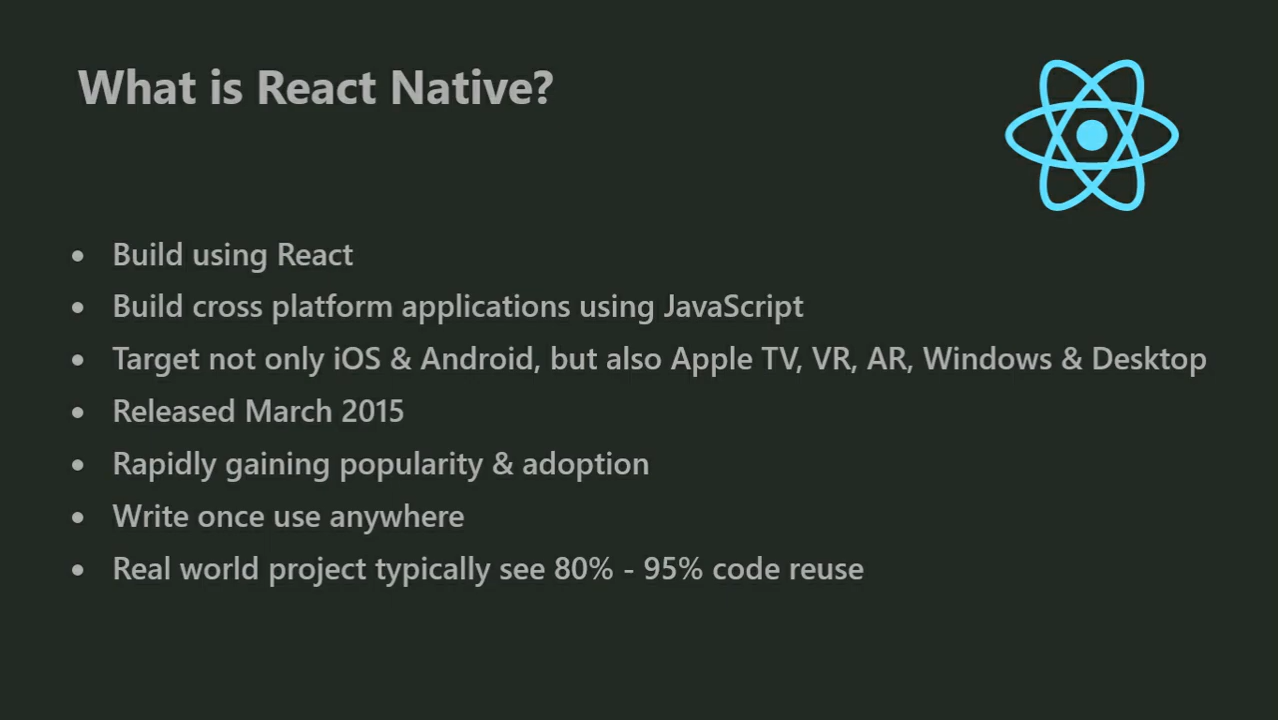 What is React Native?
• Build using React
• Build cross platform applications using JavaScript
• Target not only iOS & Android, but also Apple TV, VR, AR, Windows & Desktop
• Released March 2015
• Rapidly gaining popularity & adoption
• Write once use anywhere
• Real world project typically see 80% - 95% code reuse